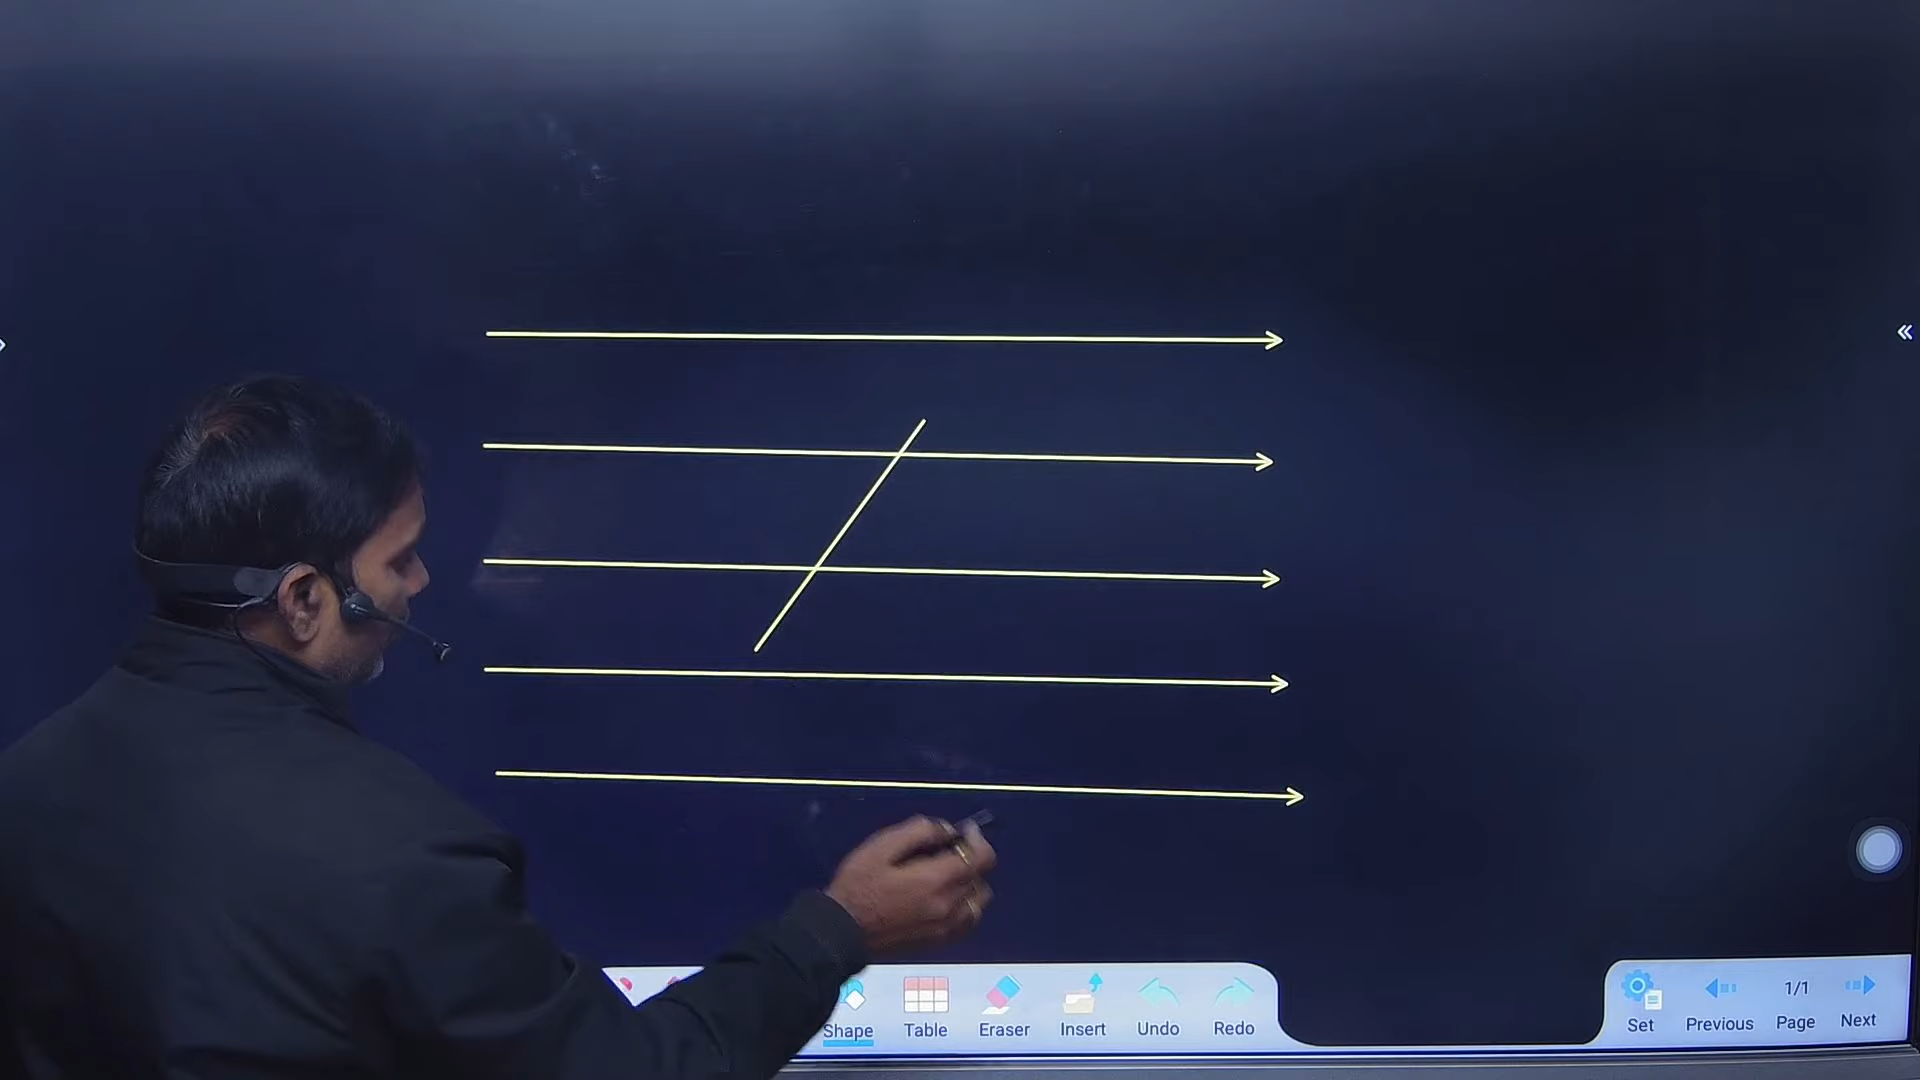 Shape Table Eraser Insert Undo Redo
Set Previous 1/1 Page Next